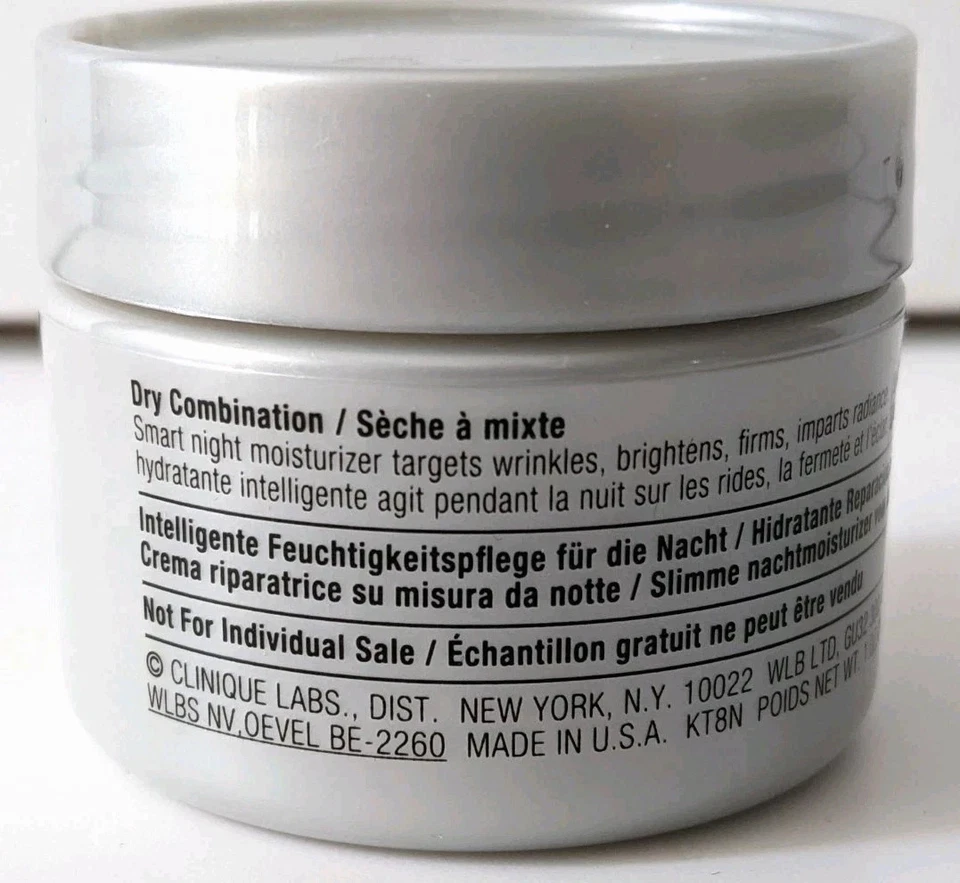 Dry Combination / Sèche à mixte
Smart night moisturizer targets wrinkles, brightens, firms, imparts radiance
hydratante intelligente agit pendant la nuit sur les rides, la fermeté et
Intelligente Feuchtigkeitspflege für die Nacht / Hidratante
Crema riparatrice su misura da notte / Slimme nachtmoisturizer
Not For Individual Sale / Échantillon gratuit ne peut être vendu
© CLINIQUE LABS., DIST. NEW YORK, N.Y. 10022 WLB LTD,
WLBS NV,OEVEL BE-2260 MADE IN U.S.A. KT8N POIDS NET WT.